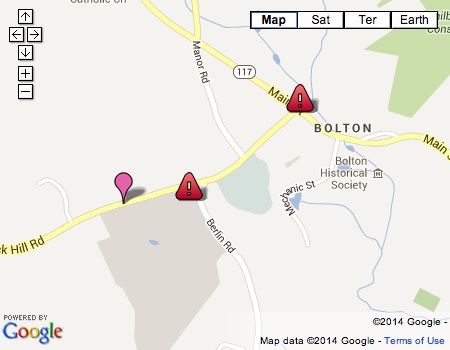 Catholic Ch
Map Sat Ter Earth
Manor Rd
117
Main
BOLTON
Main S
Bolton
Historical
Society
Mechanic St
Berlin Rd
Hill Rd
POWERED BY
Google
©2014 Google -
Map data ©2014 Google - Terms of Use